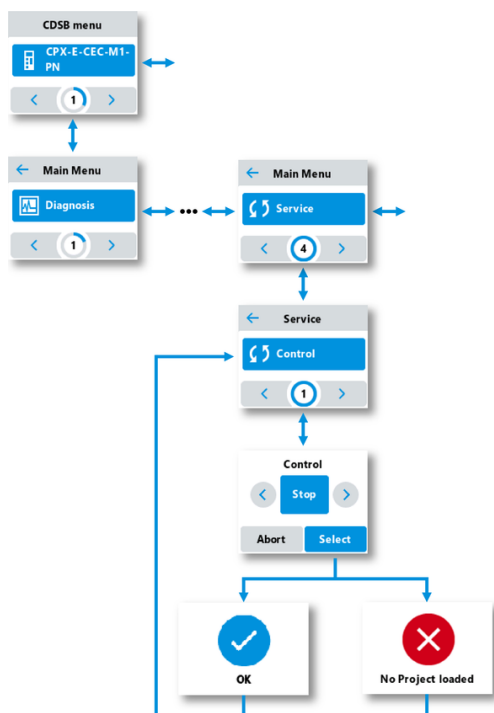 CDSB menu
CPX-E-CEC-M1-
PN
1
Main Menu
Diagnosis
1
•••
Main Menu
Service
4
Service
Control
1
Control
Stop
Abort
Select
OK
No Project loaded